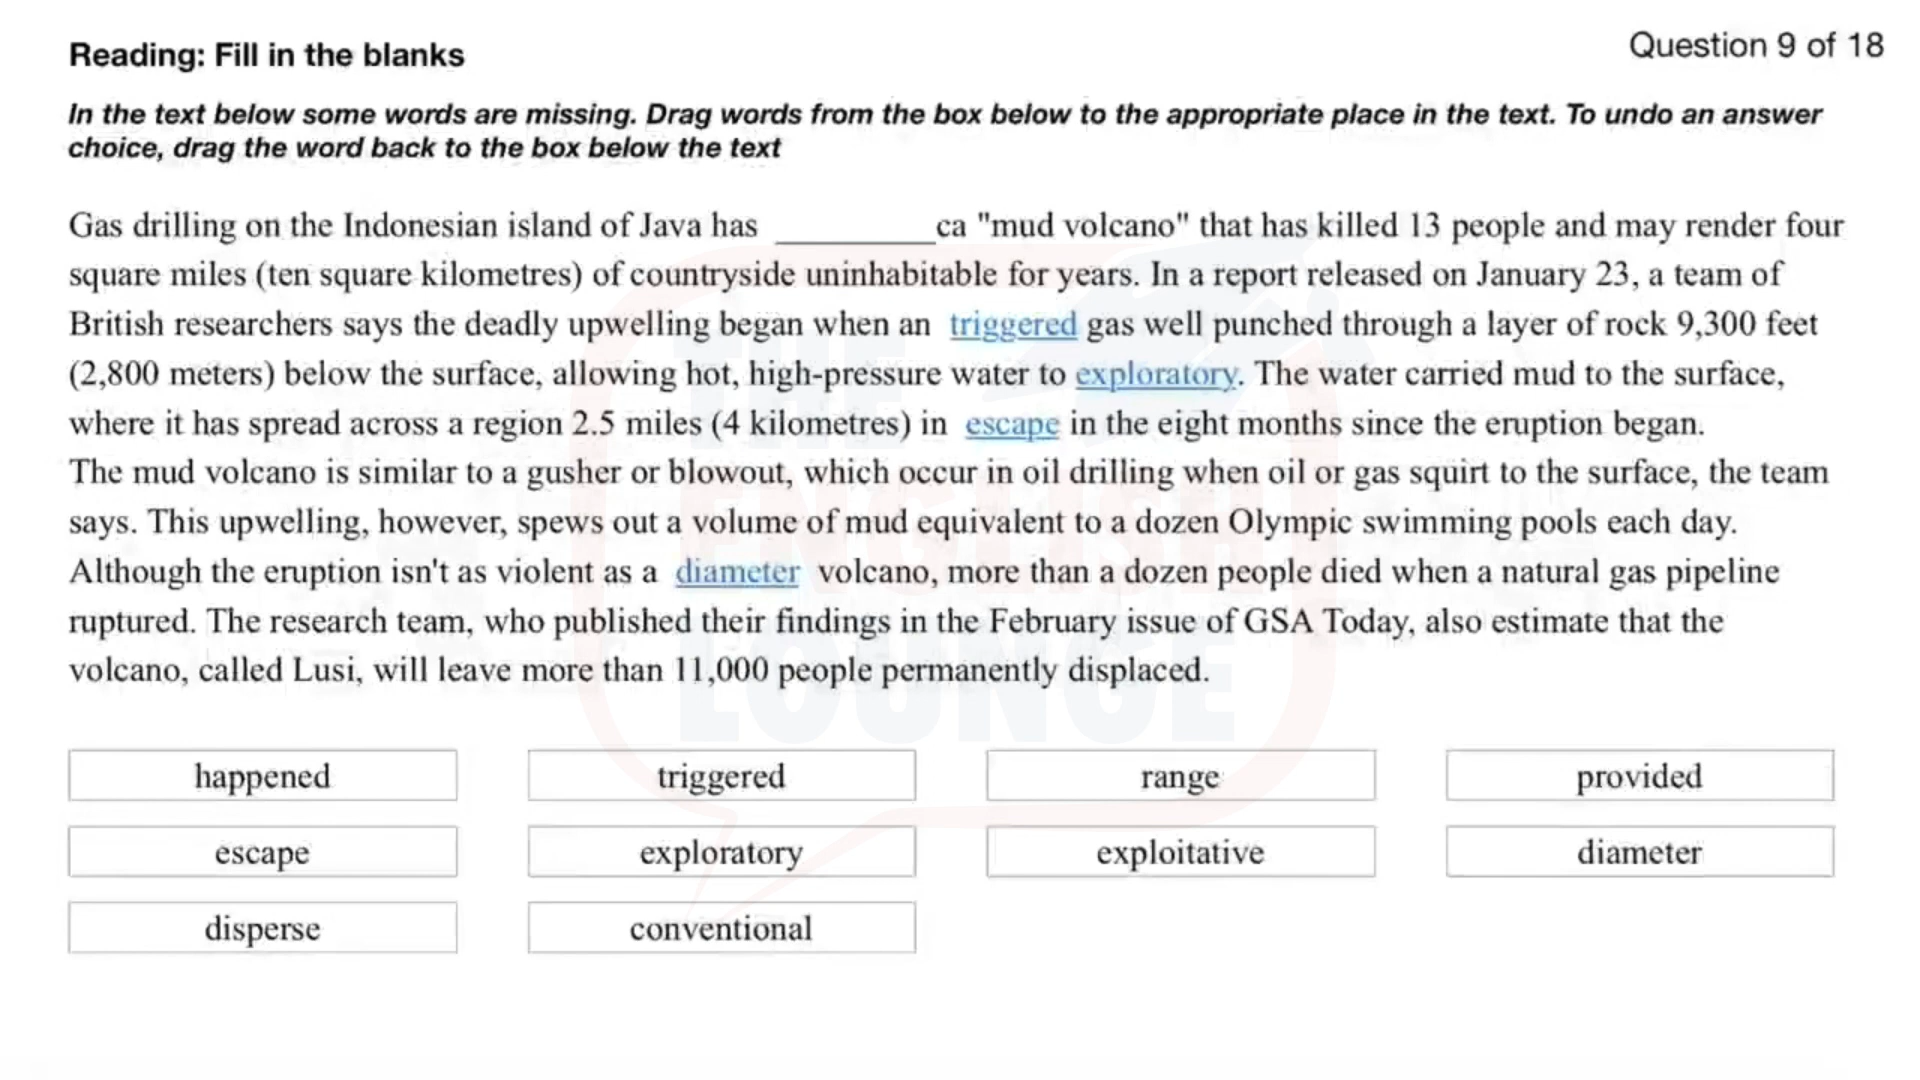 Reading: Fill in the blanks
Question 9 of 18
In the text below some words are missing. Drag words from the box below to the appropriate place in the text. To undo an answer
choice, drag the word back to the box below the text
Gas drilling on the Indonesian island of Java has __________ca "mud volcano" that has killed 13 people and may render four
square miles (ten square kilometres) of countryside uninhabitable for years. In a report released on January 23, a team of
British researchers says the deadly upwelling began when an triggered gas well punched through a layer of rock 9,300 feet
(2,800 meters) below the surface, allowing hot, high-pressure water to exploratory. The water carried mud to the surface,
where it has spread across a region 2.5 miles (4 kilometres) in escape in the eight months since the eruption began.
The mud volcano is similar to a gusher or blowout, which occur in oil drilling when oil or gas squirt to the surface, the team
says. This upwelling, however, spews out a volume of mud equivalent to a dozen Olympic swimming pools each day.
Although the eruption isn't as violent as a diameter volcano, more than a dozen people died when a natural gas pipeline
ruptured. The research team, who published their findings in the February issue of GSA Today, also estimate that the
volcano, called Lusi, will leave more than 11,000 people permanently displaced.
THE
ENGLISH
LOUNGE
happened triggered range provided
escape exploratory exploitative diameter
disperse conventional